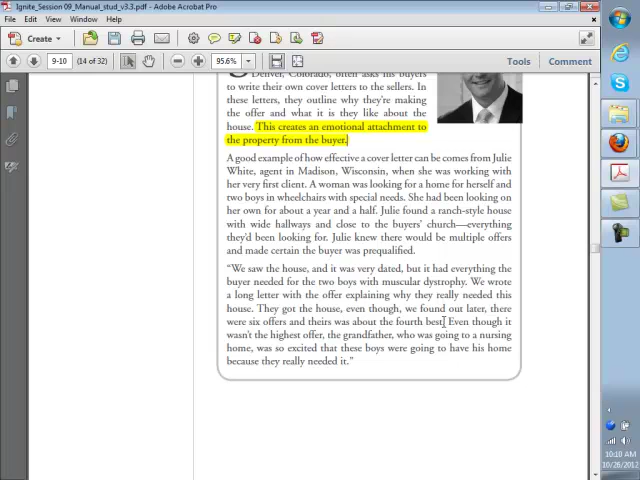 Ignite_Session 09_Manual_stud_v3.3.pdf - Adobe Acrobat Pro
File Edit View Window Help
Create
9-10 (14 of 32) 95.6% Tools Comment
Denver, Colorado, often asks his buyers
to write their own cover letters to the sellers. In
these letters, they outline why they're making
the offer and what it is they like about the
house. This creates an emotional attachment to
the property from the buyer.
A good example of how effective a cover letter can be comes from Julie
White, agent in Madison, Wisconsin, when she was working with
her very first client. A woman was looking for a home for herself and
two boys in wheelchairs with special needs. She had been looking on
her own for about a year and a half. Julie found a ranch-style house
with wide hallways and close to the buyers' church—everything
they'd been looking for. Julie knew there would be multiple offers
and made certain the buyer was prequalified.
"We saw the house, and it was very dated, but it had everything the
buyer needed for the two boys with muscular dystrophy. We wrote
a long letter with the offer explaining why they really needed this
house. They got the house, even though, we found out later, there
were six offers and theirs was about the fourth best. Even though it
wasn't the highest offer, the grandfather, who was going to a nursing
home, was so excited that these boys were going to have his home
because they really needed it."
10:10 AM
10/26/2012